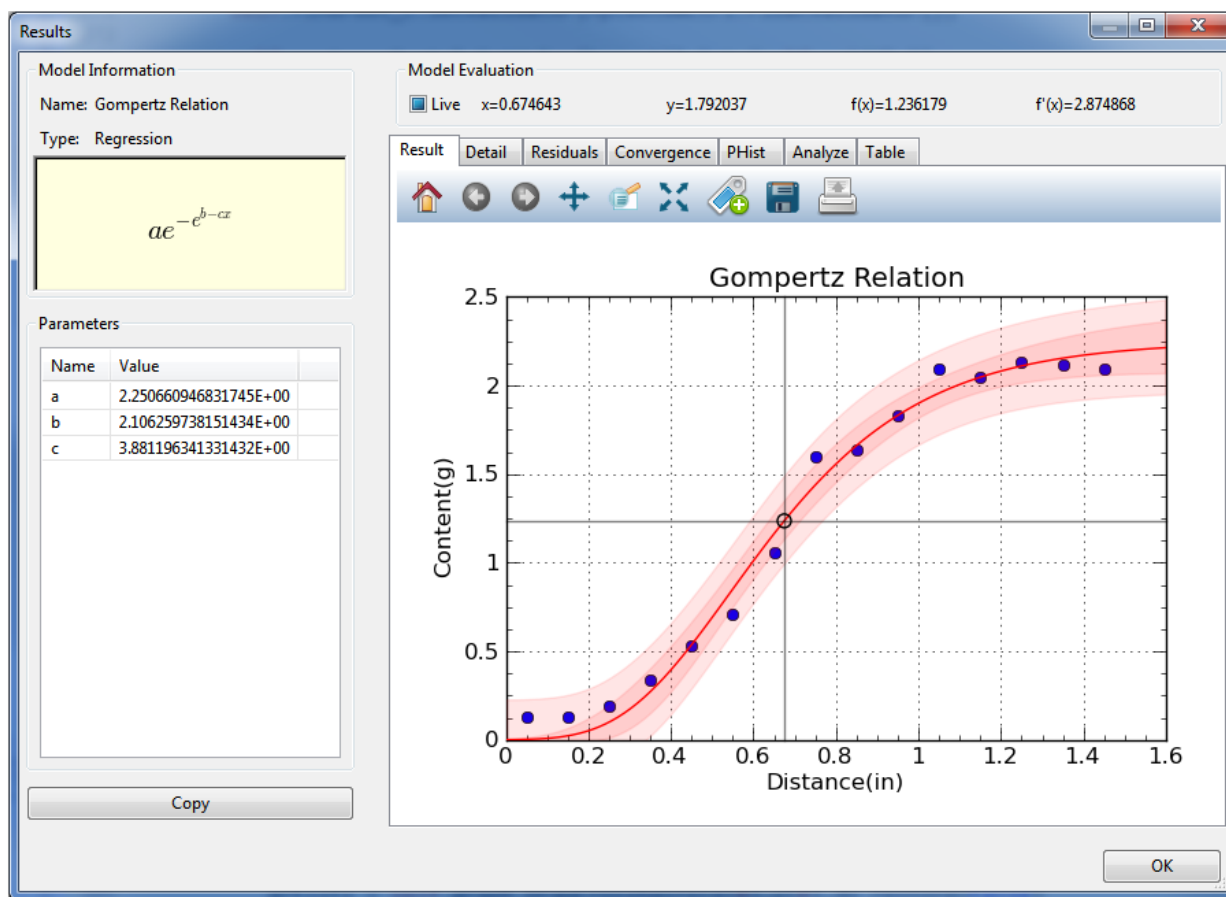 Results
Model Information
Name: Gompertz Relation
Type: Regression
ae^{-e^{b-cx}}
Parameters
Name Value
a 2.250660946831745E+00
b 2.106259738151434E+00
c 3.881196341331432E+00
Copy
Model Evaluation
Live x=0.674643 y=1.792037 f(x)=1.236179 f'(x)=2.874868
Result Detail Residuals Convergence PHist Analyze Table
Gompertz Relation
2.5
2
1.5
1
0.5
0
Content(g)
0 0.2 0.4 0.6 0.8 1 1.2 1.4 1.6
Distance(in)
OK